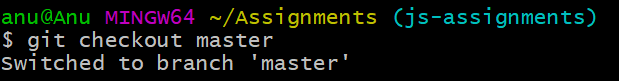 anu@Anu MINGW64 ~/Assignments (js-assignments)
$ git checkout master
Switched to branch 'master'